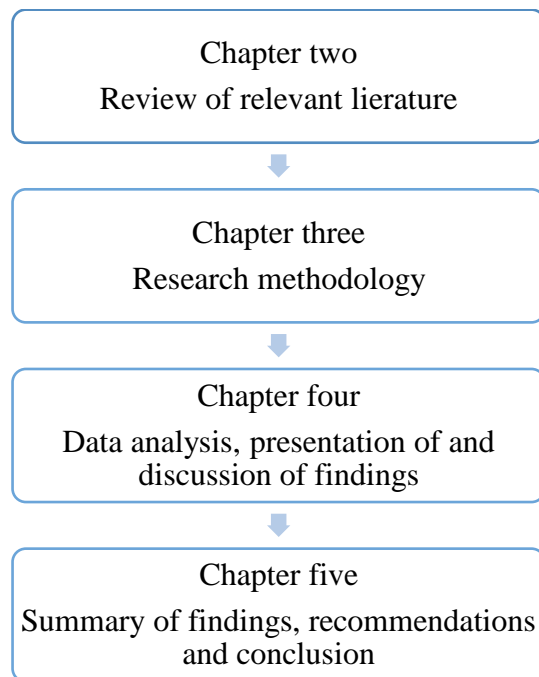 Chapter two
Review of relevant lierature
Chapter three
Research methodology
Chapter four
Data analysis, presentation of and
discussion of findings
Chapter five
Summary of findings, recommendations
and conclusion